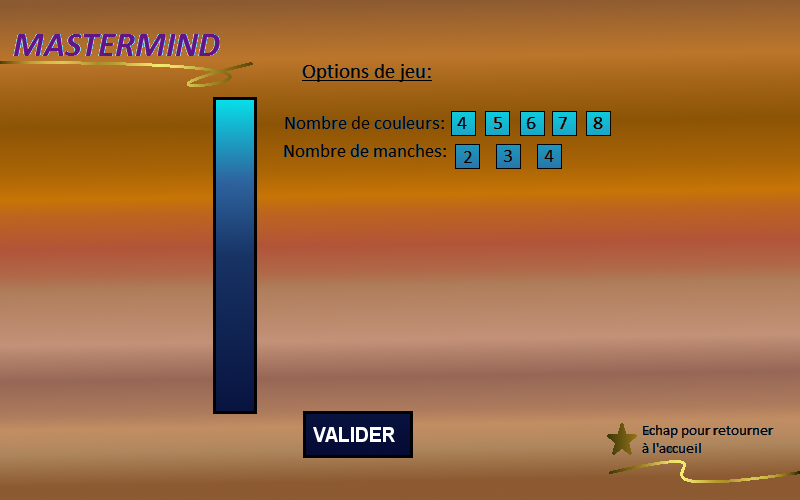 MASTERMIND
Options de jeu:
Nombre de couleurs: 4 5 6 7 8
Nombre de manches: 2 3 4
VALIDER
Echap pour retourner
à l'accueil